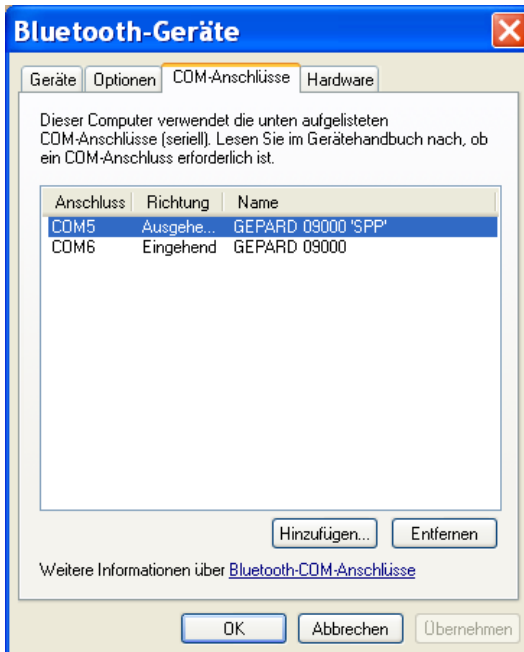 Bluetooth-Geräte
Geräte Optionen COM-Anschlüsse Hardware
Dieser Computer verwendet die unten aufgelisteten
COM-Anschlüsse (seriell). Lesen Sie im Gerätehandbuch nach, ob
ein COM-Anschluss erforderlich ist.
Anschluss Richtung Name
COM5 Ausgehe... GEPARD 09000 'SPP'
COM6 Eingehend GEPARD 09000
Hinzufügen... Entfernen
Weitere Informationen über Bluetooth-COM-Anschlüsse
OK Abbrechen Übernehmen